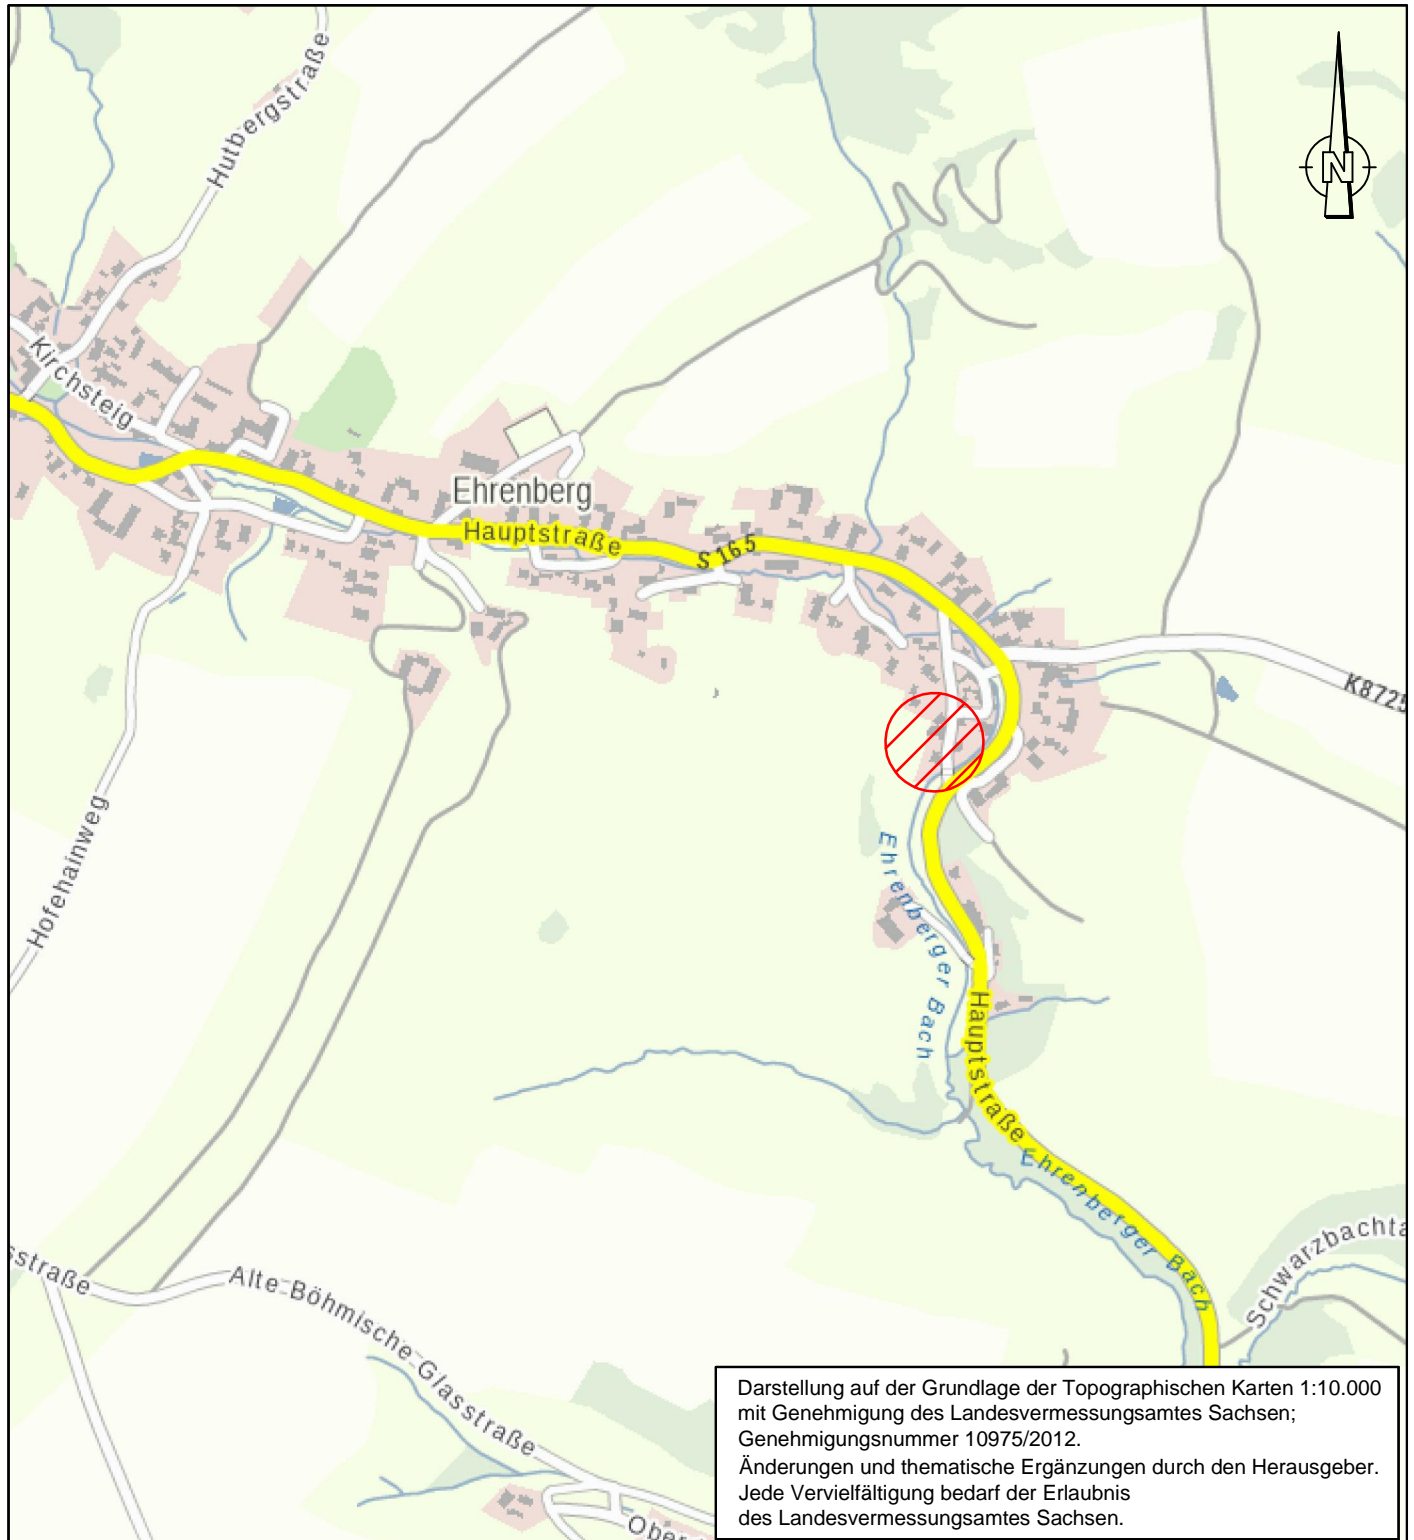 Hutbergstraße
N
Kirchsteig
Ehrenberg
Hauptstraße
S 165
K8725
Hofehainweg
Ehrenberger Bach
Hauptstraße
Ehrenberger Bach
Schwarzbachta
sstraße
Alte-Böhmische-Glasstraße
Ober
Darstellung auf der Grundlage der Topographischen Karten 1:10.000
mit Genehmigung des Landesvermessungsamtes Sachsen;
Genehmigungsnummer 10975/2012.
Änderungen und thematische Ergänzungen durch den Herausgeber.
Jede Vervielfältigung bedarf der Erlaubnis
des Landesvermessungsamtes Sachsen.